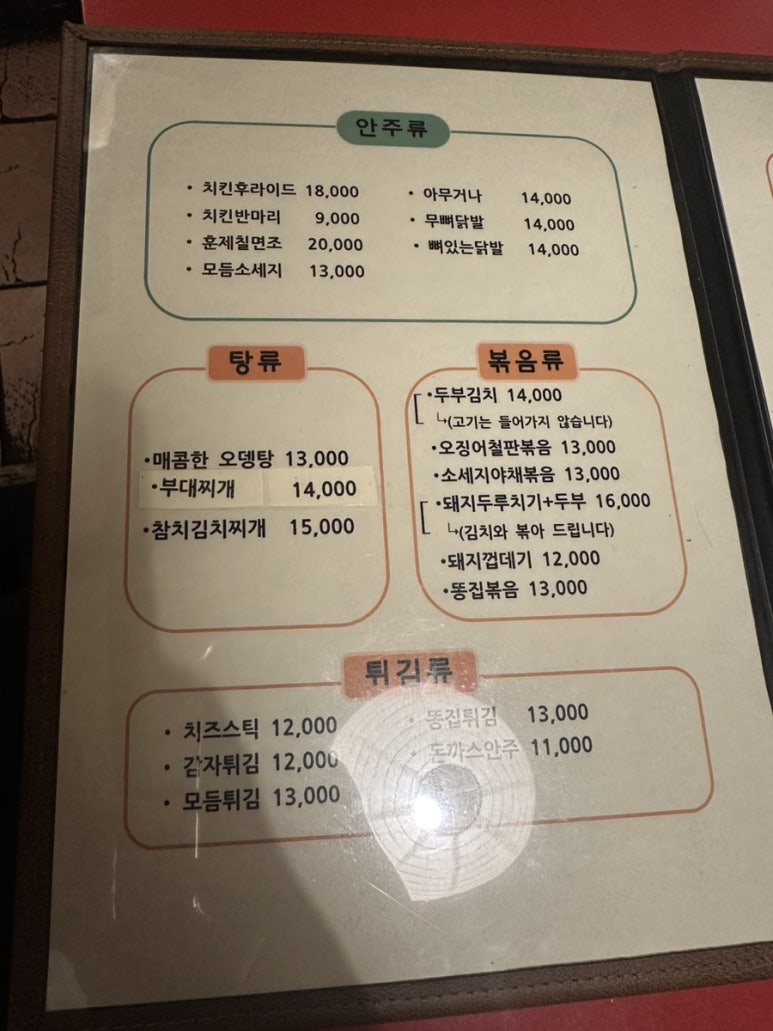 안주류
• 치킨후라이드 18,000
• 치킨반마리 9,000
• 훈제칠면조 20,000
• 모듬소세지 13,000
• 아무거나 14,000
• 무뼈닭발 14,000
• 뼈있는닭발 14,000
탕류
•매콤한 오뎅탕 13,000
•부대찌개 14,000
•참치김치찌개 15,000
볶음류
•두부김치 14,000
↳(고기는 들어가지 않습니다)
•오징어철판볶음 13,000
•소세지야채볶음 13,000
•돼지두루치기+두부 16,000
↳(김치와 볶아 드립니다)
•돼지껍데기 12,000
•똥집볶음 13,000
튀김류
• 치즈스틱 12,000
• 감자튀김 12,000
• 모듬튀김 13,000
• 똥집튀김 13,000
• 돈까스안주 11,000